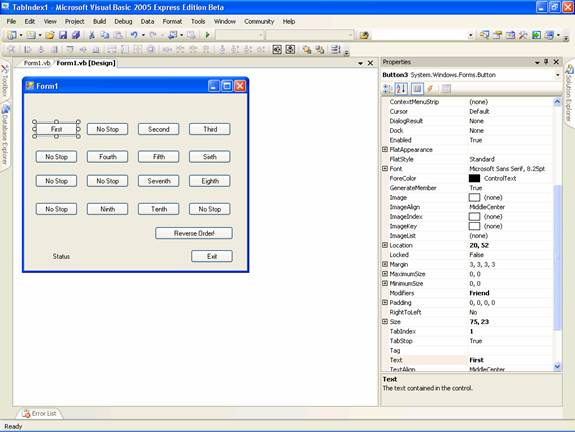 TabIndex1 - Microsoft Visual Basic 2005 Express Edition Beta
File Edit View Project Build Debug Data Format Tools Window Community Help
Form1.vb Form1.vb [Design]
Toolbox
Database Explorer
Form1
First No Stop Second Third
No Stop Fourth Fifth Sixth
No Stop No Stop Seventh Eighth
No Stop Ninth Tenth No Stop
Reverse Order!
Status Exit
Properties
Button3 System.Windows.Forms.Button
ContextMenuStrip (none)
Cursor Default
DialogResult None
Dock None
Enabled True
FlatAppearance
FlatStyle Standard
Font Microsoft Sans Serif, 8.25pt
ForeColor ControlText
GenerateMember True
Image (none)
ImageAlign MiddleCenter
ImageIndex (none)
ImageKey (none)
ImageList (none)
Location 20, 52
Locked False
Margin 3, 3, 3, 3
MaximumSize 0, 0
MinimumSize 0, 0
Modifiers Friend
Padding 0, 0, 0, 0
RightToLeft No
Size 75, 23
TabIndex 1
TabStop True
Tag
Text First
TextAlign MiddleCenter
Text
The text contained in the control.
Solution Explorer
Error List
Ready